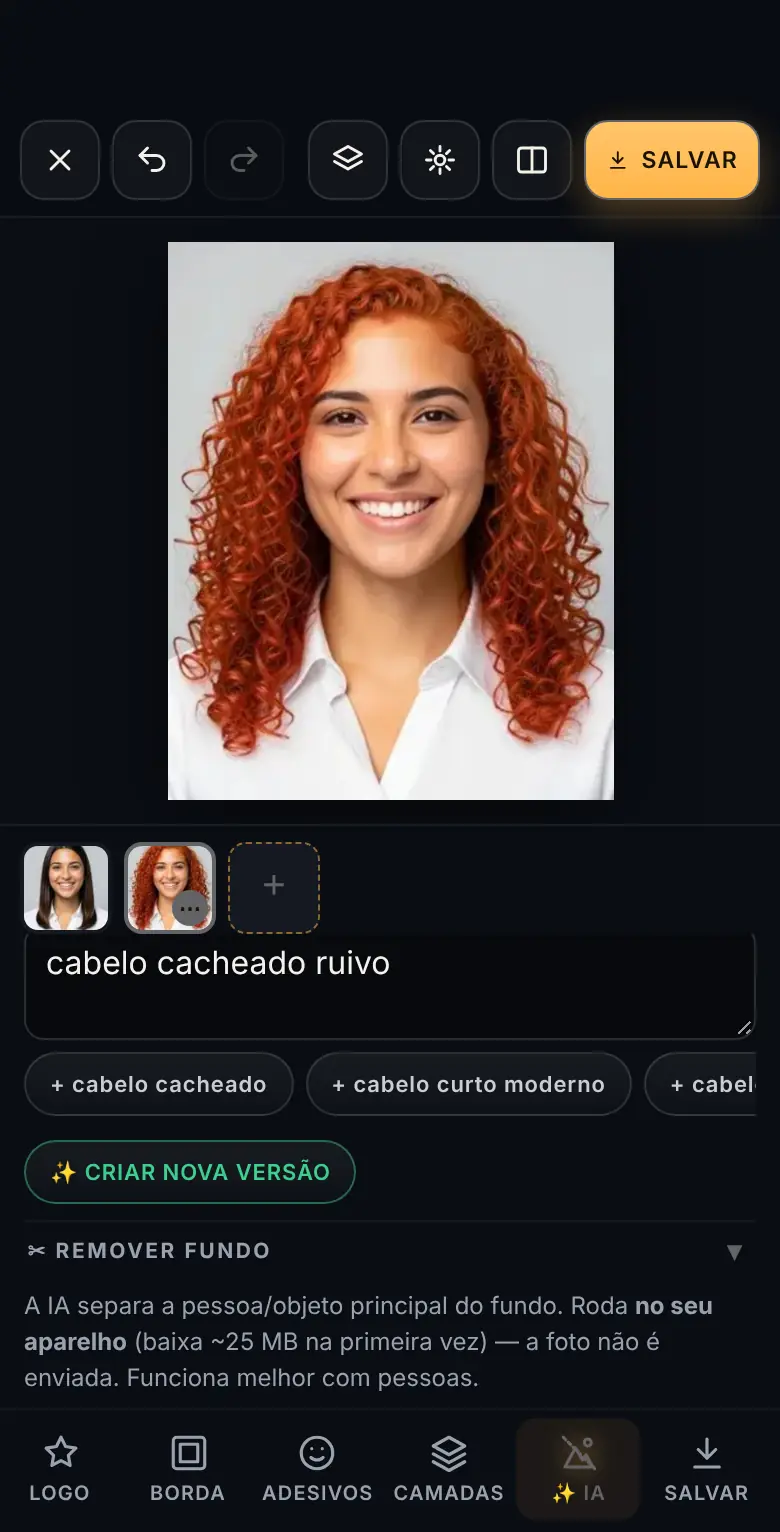 SALVAR
cabelo cacheado ruivo
+ cabelo cacheado
+ cabelo curto moderno
+ cabel
✨ CRIAR NOVA VERSÃO
✂ REMOVER FUNDO ▼
A IA separa a pessoa/objeto principal do fundo. Roda no seu
aparelho (baixa ~25 MB na primeira vez) — a foto não é
enviada. Funciona melhor com pessoas.
LOGO
BORDA
ADESIVOS
CAMADAS
✨ IA
SALVAR